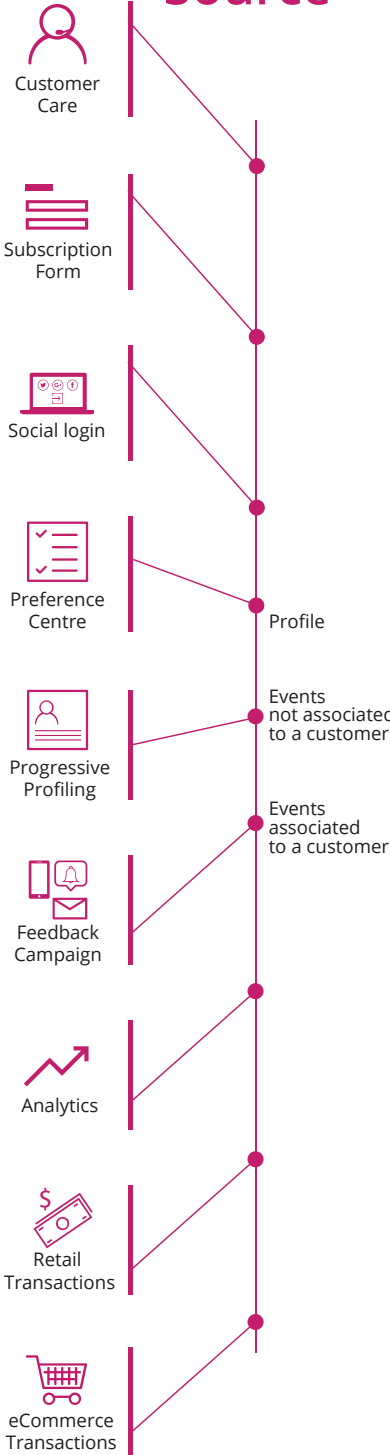 Source
Customer
Care
Subscription
Form
Social login
Preference
Centre
Profile
Progressive
Profiling
Events
not associated
to a customer
Events
associated
to a customer
Feedback
Campaign
Analytics
$
Retail
Transactions
eCommerce
Transactions